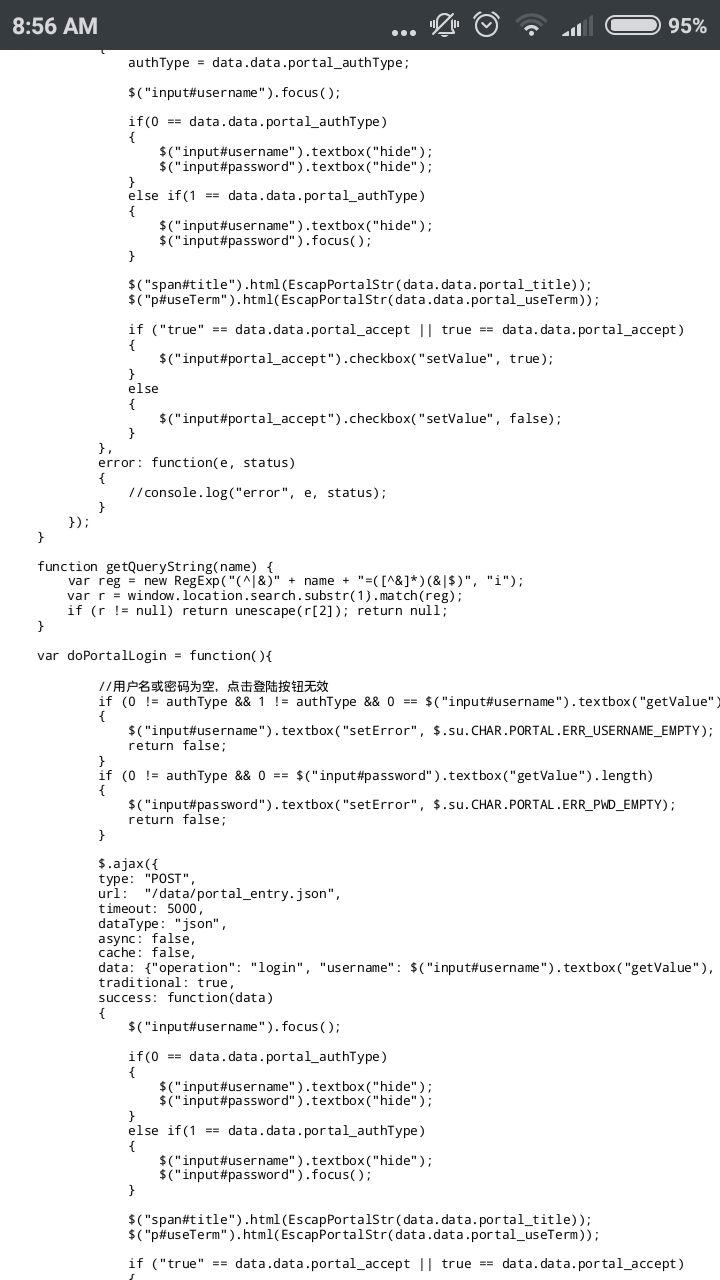 8:56 AM ... 95%
{
authType = data.data.portal_authType;
$("input#username").focus();
if(0 == data.data.portal_authType)
{
$("input#username").textbox("hide");
$("input#password").textbox("hide");
}
else if(1 == data.data.portal_authType)
{
$("input#username").textbox("hide");
$("input#password").focus();
}
$("span#title").html(EscapPortalStr(data.data.portal_title));
$("p#useTerm").html(EscapPortalStr(data.data.portal_useTerm));
if ("true" == data.data.portal_accept || true == data.data.portal_accept)
{
$("input#portal_accept").checkbox("setValue", true);
}
else
{
$("input#portal_accept").checkbox("setValue", false);
}
},
error: function(e, status)
{
//console.log("error", e, status);
}
});
}
function getQueryString(name) {
var reg = new RegExp("(^|&)" + name + "=([^&]*)(&|$)", "i");
var r = window.location.search.substr(1).match(reg);
if (r != null) return unescape(r[2]); return null;
}
var doPortalLogin = function(){
//用户名或密码为空，点击登陆按钮无效
if (0 != authType && 1 != authType && 0 == $("input#username").textbox("getValue")
{
$("input#username").textbox("setError", $.su.CHAR.PORTAL.ERR_USERNAME_EMPTY);
return false;
}
if (0 != authType && 0 == $("input#password").textbox("getValue").length)
{
$("input#password").textbox("setError", $.su.CHAR.PORTAL.ERR_PWD_EMPTY);
return false;
}
$.ajax({
type: "POST",
url:  "/data/portal_entry.json",
timeout: 5000,
dataType: "json",
async: false,
cache: false,
data: {"operation": "login", "username": $("input#username").textbox("getValue"),
traditional: true,
success: function(data)
{
$("input#username").focus();
if(0 == data.data.portal_authType)
{
$("input#username").textbox("hide");
$("input#password").textbox("hide");
}
else if(1 == data.data.portal_authType)
{
$("input#username").textbox("hide");
$("input#password").focus();
}
$("span#title").html(EscapPortalStr(data.data.portal_title));
$("p#useTerm").html(EscapPortalStr(data.data.portal_useTerm));
if ("true" == data.data.portal_accept || true == data.data.portal_accept)
{